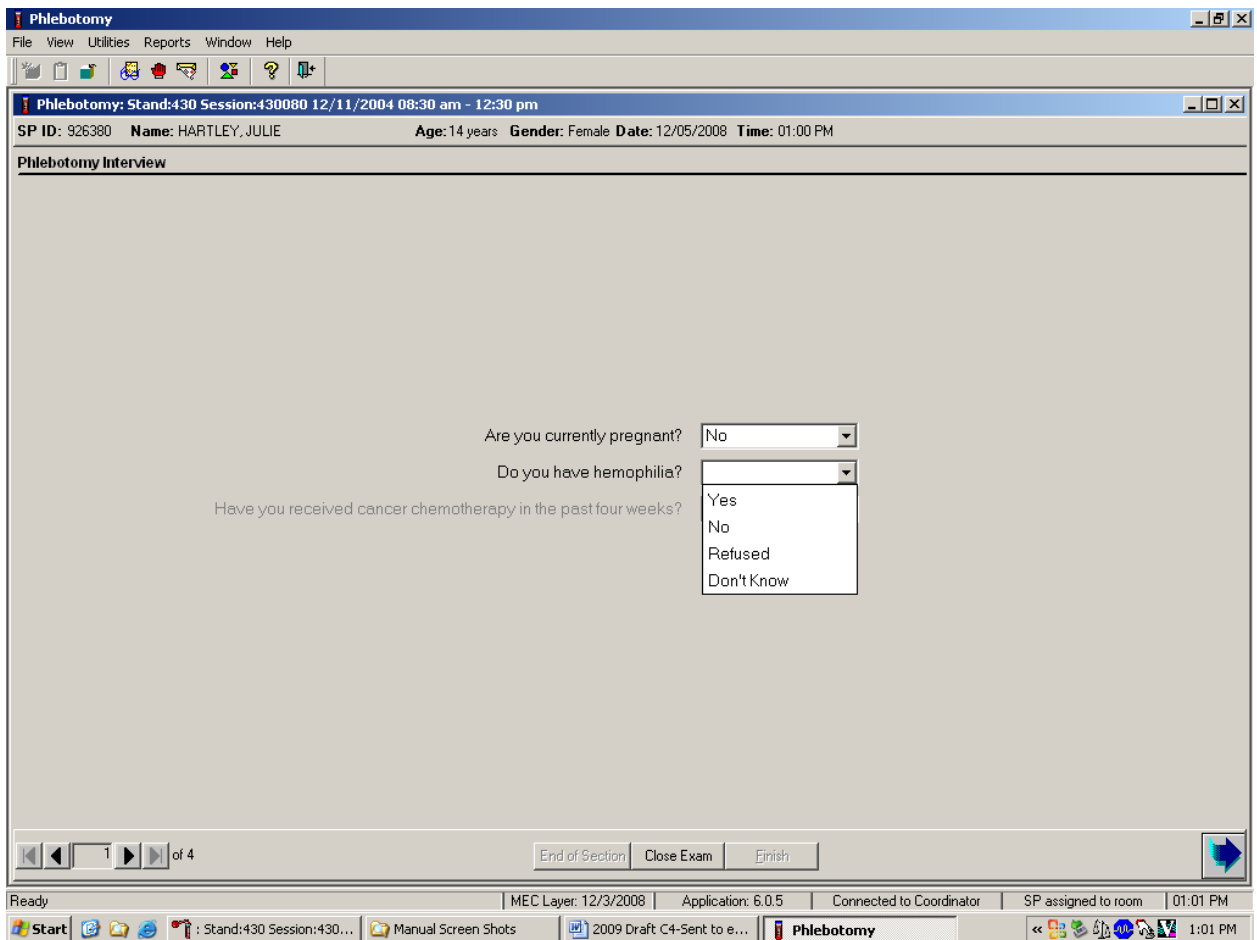 Phlebotomy
File View Utilities Reports Window Help
Phlebotomy: Stand:430 Session:430080 12/11/2004 08:30 am - 12:30 pm
SP ID: 926380 Name: HARTLEY, JULIE Age: 14 years Gender: Female Date: 12/05/2008 Time: 01:00 PM
Phlebotomy Interview
Are you currently pregnant? No
Do you have hemophilia?
Yes
Have you received cancer chemotherapy in the past four weeks?
No
Refused
Don't Know
1 of 4 End of Section Close Exam Finish
Ready MEC Layer: 12/3/2008 Application: 6.0.5 Connected to Coordinator SP assigned to room 01:01 PM
Start : Stand:430 Session:430... Manual Screen Shots 2009 Draft C4-Sent to e... Phlebotomy « 1:01 PM